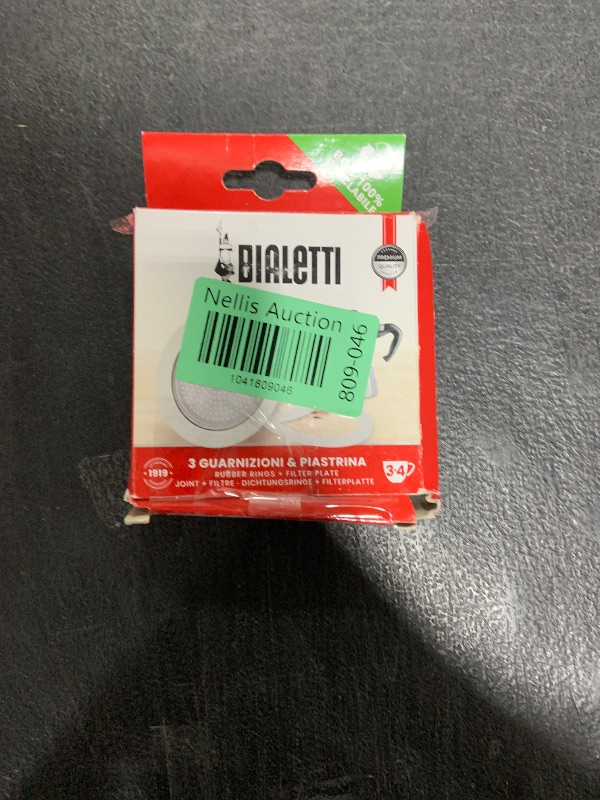 100%
BIALETTI
PREMIUM
QUALITY
Nellis Auction
1041809046
809-046
1919
3 GUARNIZIONI & PIASTRINA
RUBBER RINGS + FILTER PLATE
JOINT + FILTRE - DICHTUNGSRINGE + FILTERPLATTE
3-4